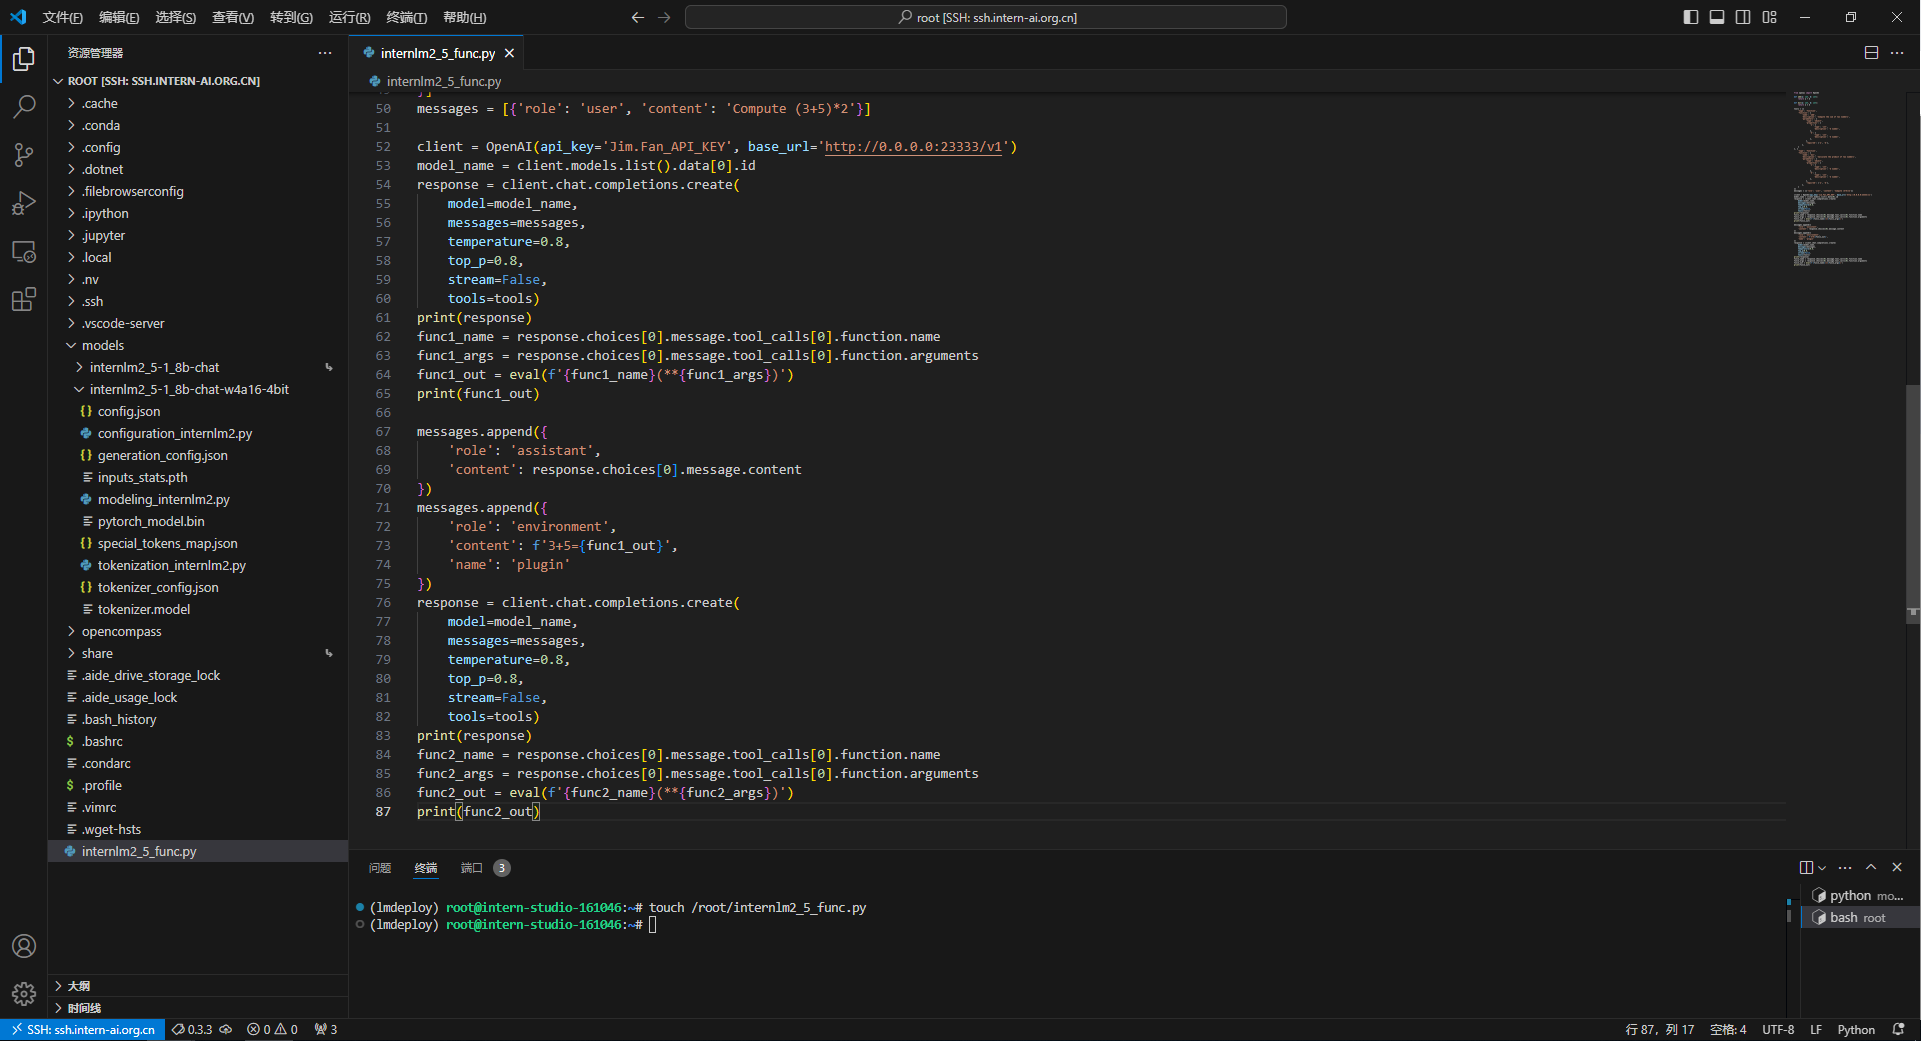 文件(F) 编辑(E) 选择(S) 查看(V) 转到(G) 运行(R) 终端(T) 帮助(H)
root [SSH: ssh.intern-ai.org.cn]
资源管理器
ROOT [SSH: SSH.INTERN-AI.ORG.CN]
.cache
.conda
.config
.dotnet
.filebrowserconfig
.ipython
.jupyter
.local
.nv
.ssh
.vscode-server
models
internlm2_5-1_8b-chat
internlm2_5-1_8b-chat-w4a16-4bit
config.json
configuration_internlm2.py
generation_config.json
inputs_stats.pth
modeling_internlm2.py
pytorch_model.bin
special_tokens_map.json
tokenization_internlm2.py
tokenizer_config.json
tokenizer.model
opencompass
share
.aide_drive_storage_lock
.aide_usage_lock
.bash_history
$ .bashrc
.condarc
$ .profile
.vimrc
.wget-hsts
internlm2_5_func.py
大纲
时间线
internlm2_5_func.py
internlm2_5_func.py
50 messages = [{'role': 'user', 'content': 'Compute (3+5)*2'}]
51
52 client = OpenAI(api_key='Jim.Fan_API_KEY', base_url='http://0.0.0.0:23333/v1')
53 model_name = client.models.list().data[0].id
54 response = client.chat.completions.create(
55     model=model_name,
56     messages=messages,
57     temperature=0.8,
58     top_p=0.8,
59     stream=False,
60     tools=tools)
61 print(response)
62 func1_name = response.choices[0].message.tool_calls[0].function.name
63 func1_args = response.choices[0].message.tool_calls[0].function.arguments
64 func1_out = eval(f'{func1_name}(**{func1_args})')
65 print(func1_out)
66
67 messages.append({
68     'role': 'assistant',
69     'content': response.choices[0].message.content
70 })
71 messages.append({
72     'role': 'environment',
73     'content': f'3+5={func1_out}',
74     'name': 'plugin'
75 })
76 response = client.chat.completions.create(
77     model=model_name,
78     messages=messages,
79     temperature=0.8,
80     top_p=0.8,
81     stream=False,
82     tools=tools)
83 print(response)
84 func2_name = response.choices[0].message.tool_calls[0].function.name
85 func2_args = response.choices[0].message.tool_calls[0].function.arguments
86 func2_out = eval(f'{func2_name}(**{func2_args})')
87 print(func2_out)
问题 终端 端口 3
(lmdeploy) root@intern-studio-161046:~# touch /root/internlm2_5_func.py
(lmdeploy) root@intern-studio-161046:~#
python mo...
bash root
SSH: ssh.intern-ai.org.cn 0.3.3 0 0 3
行 87，列 17 空格: 4 UTF-8 LF Python